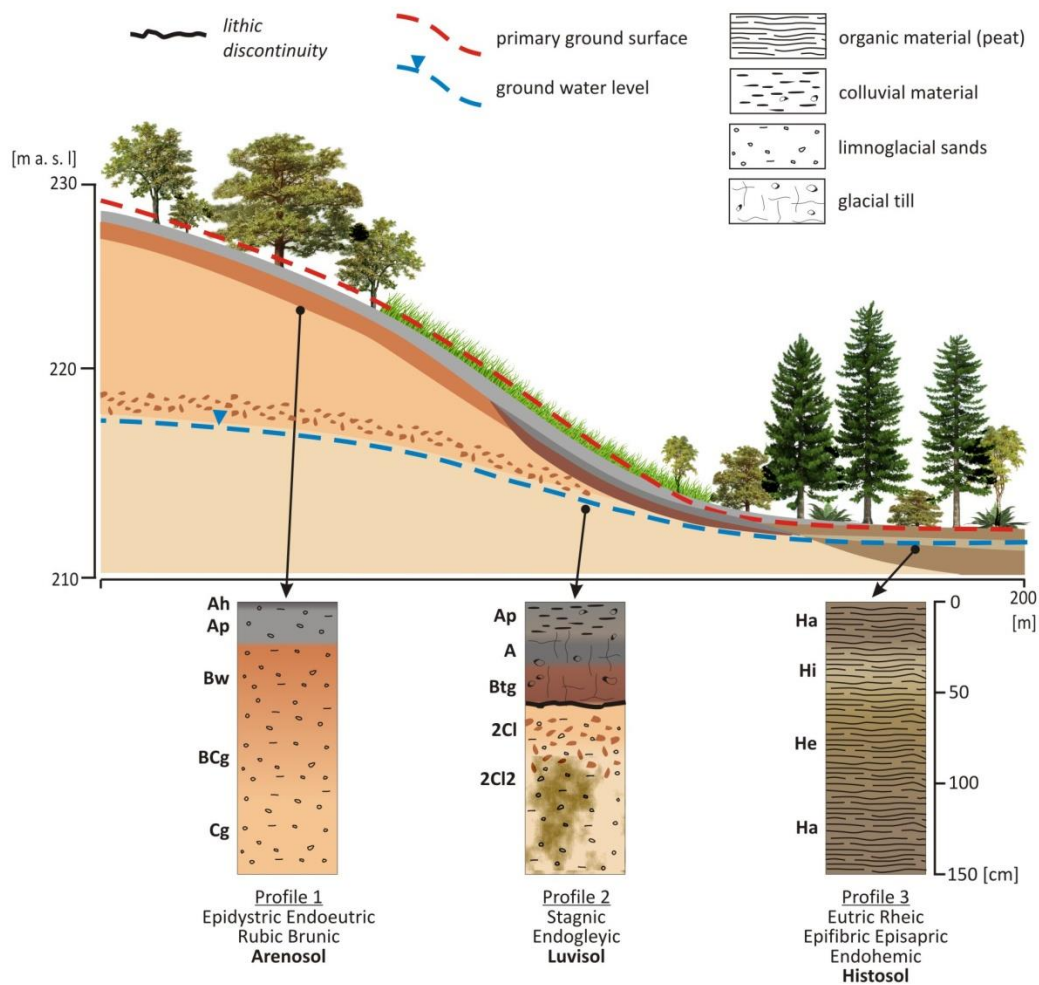 lithic
discontinuity
primary ground surface
ground water level
organic material (peat)
colluvial material
limnoglacial sands
glacial till
[m a. s. l]
230
220
210
200
[m]
Ah
Ap
Bw
BCg
Cg
Ap
A
Btg
2Cl
2Cl2
Ha
Hi
He
Ha
0
50
100
150 [cm]
Profile 1
Epidystric Endoeutric
Rubic Brunic
Arenosol
Profile 2
Stagnic
Endogleyic
Luvisol
Profile 3
Eutric Rheic
Epifibric Episapric
Endohemic
Histosol